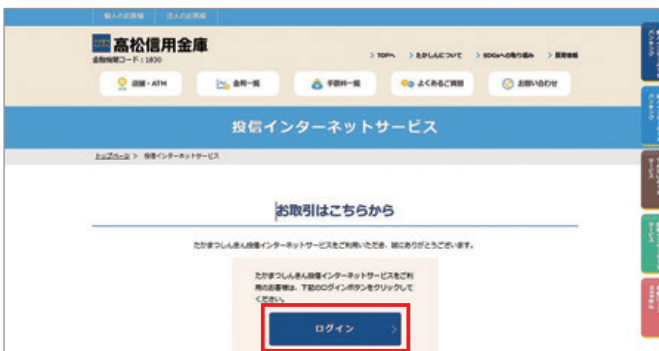 個人のお客様 法人のお客様
高松信用金庫
金融機関コード：1830
TOPへ たかしんについて SDGsへの取り組み 採用情報
店舗・ATM 金利一覧 手数料一覧 よくあるご質問 お問い合わせ
投信インターネットサービス
トップページ > 投信インターネットサービス
お取引はこちらから
たかまつしんきん投信インターネットサービスをご利用いただき、誠にありがとうございます。
たかまつしんきん投信インターネットサービスをご利
用のお客様は、下記のログインボタンをクリックして
ください。
ログイン